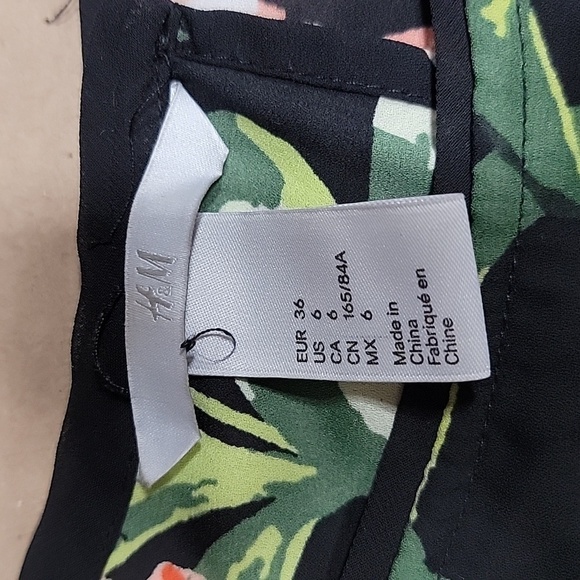 H&M
EUR 36
US 6
CA 6
CN 165/84A
MX 6
Made in
China
Fabriqué en
Chine